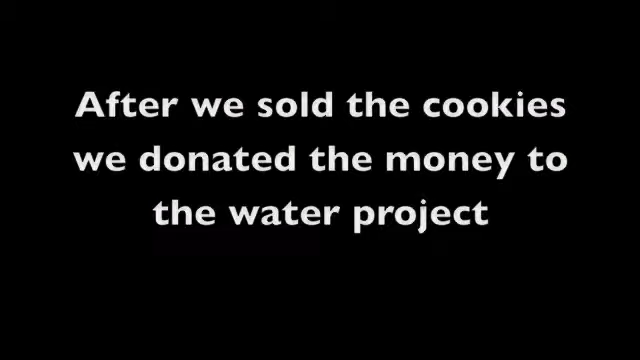 After we sold the cookies
we donated the money to
the water project